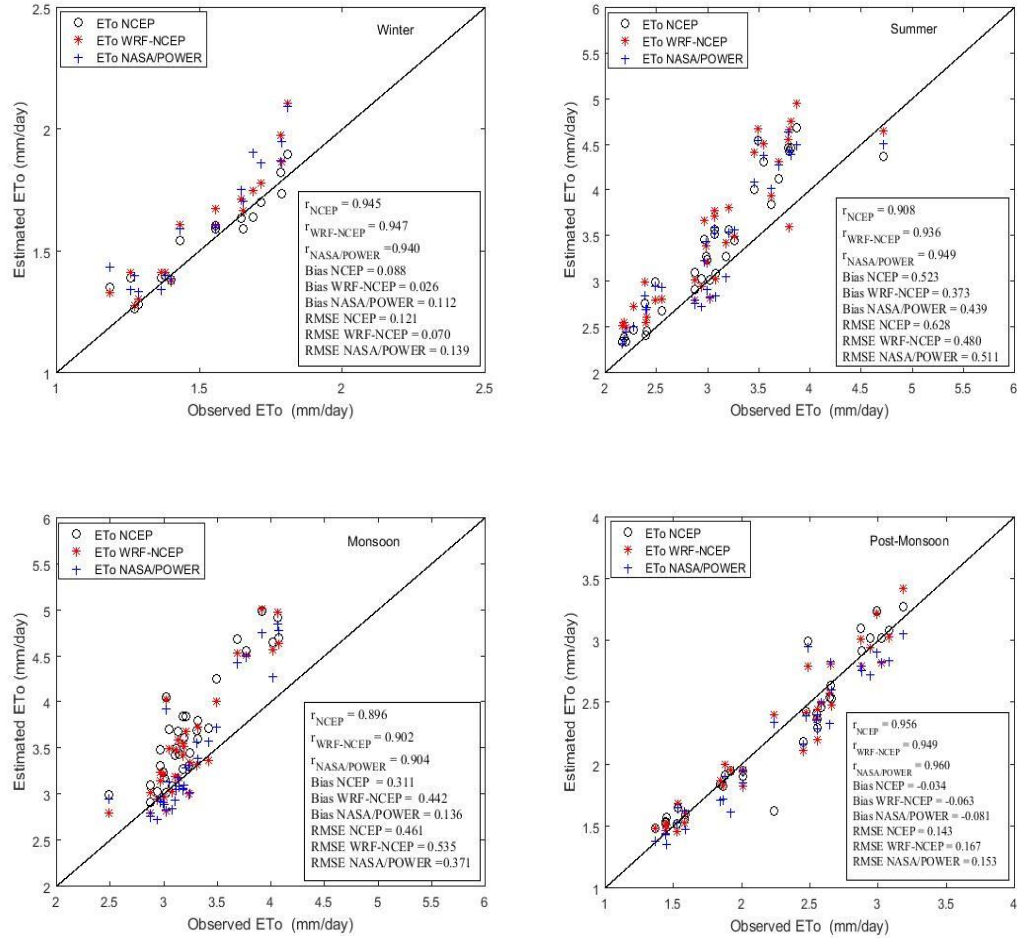 ETo NCEP
ETo WRF-NCEP
ETo NASA/POWER
Winter
2.5
2
1.5
1
Estimated ETo (mm/day)
rNCEP = 0.945
rWRF-NCEP = 0.947
rNASA/POWER =0.940
Bias NCEP = 0.088
Bias WRF-NCEP = 0.026
Bias NASA/POWER = 0.112
RMSE NCEP = 0.121
RMSE WRF-NCEP = 0.070
RMSE NASA/POWER = 0.139
1 1.5 2 2.5
Observed ETo (mm/day)
ETo NCEP
ETo WRF-NCEP
ETo NASA/POWER
Summer
6
5.5
5
4.5
4
3.5
3
2.5
2
Estimated ETo (mm/day)
rNCEP = 0.908
rWRF-NCEP = 0.936
rNASA/POWER = 0.949
Bias NCEP = 0.523
Bias WRF-NCEP = 0.373
Bias NASA/POWER = 0.439
RMSE NCEP = 0.628
RMSE WRF-NCEP = 0.480
RMSE NASA/POWER = 0.511
2 2.5 3 3.5 4 4.5 5 5.5 6
Observed ETo (mm/day)
ETo NCEP
ETo WRF-NCEP
ETo NASA/POWER
Monsoon
6
5.5
5
4.5
4
3.5
3
2.5
2
Estimated ETo (mm/day)
rNCEP = 0.896
rWRF-NCEP = 0.902
rNASA/POWER = 0.904
Bias NCEP = 0.311
Bias WRF-NCEP = 0.442
Bias NASA/POWER = 0.136
RMSE NCEP = 0.461
RMSE WRF-NCEP = 0.535
RMSE NASA/POWER =0.371
2 2.5 3 3.5 4 4.5 5 5.5 6
Observed ETo (mm/day)
ETo NCEP
ETo WRF-NCEP
ETo NASA/POWER
Post-Monsoon
4
3.5
3
2.5
2
1.5
1
Estimated ETo (mm/day)
rNCEP = 0.956
rWRF-NCEP = 0.949
rNASA/POWER = 0.960
Bias NCEP = -0.034
Bias WRF-NCEP = -0.063
Bias NASA/POWER = -0.081
RMSE NCEP = 0.143
RMSE WRF-NCEP = 0.167
RMSE NASA/POWER = 0.153
1 1.5 2 2.5 3 3.5 4
Observed ETo (mm/day)